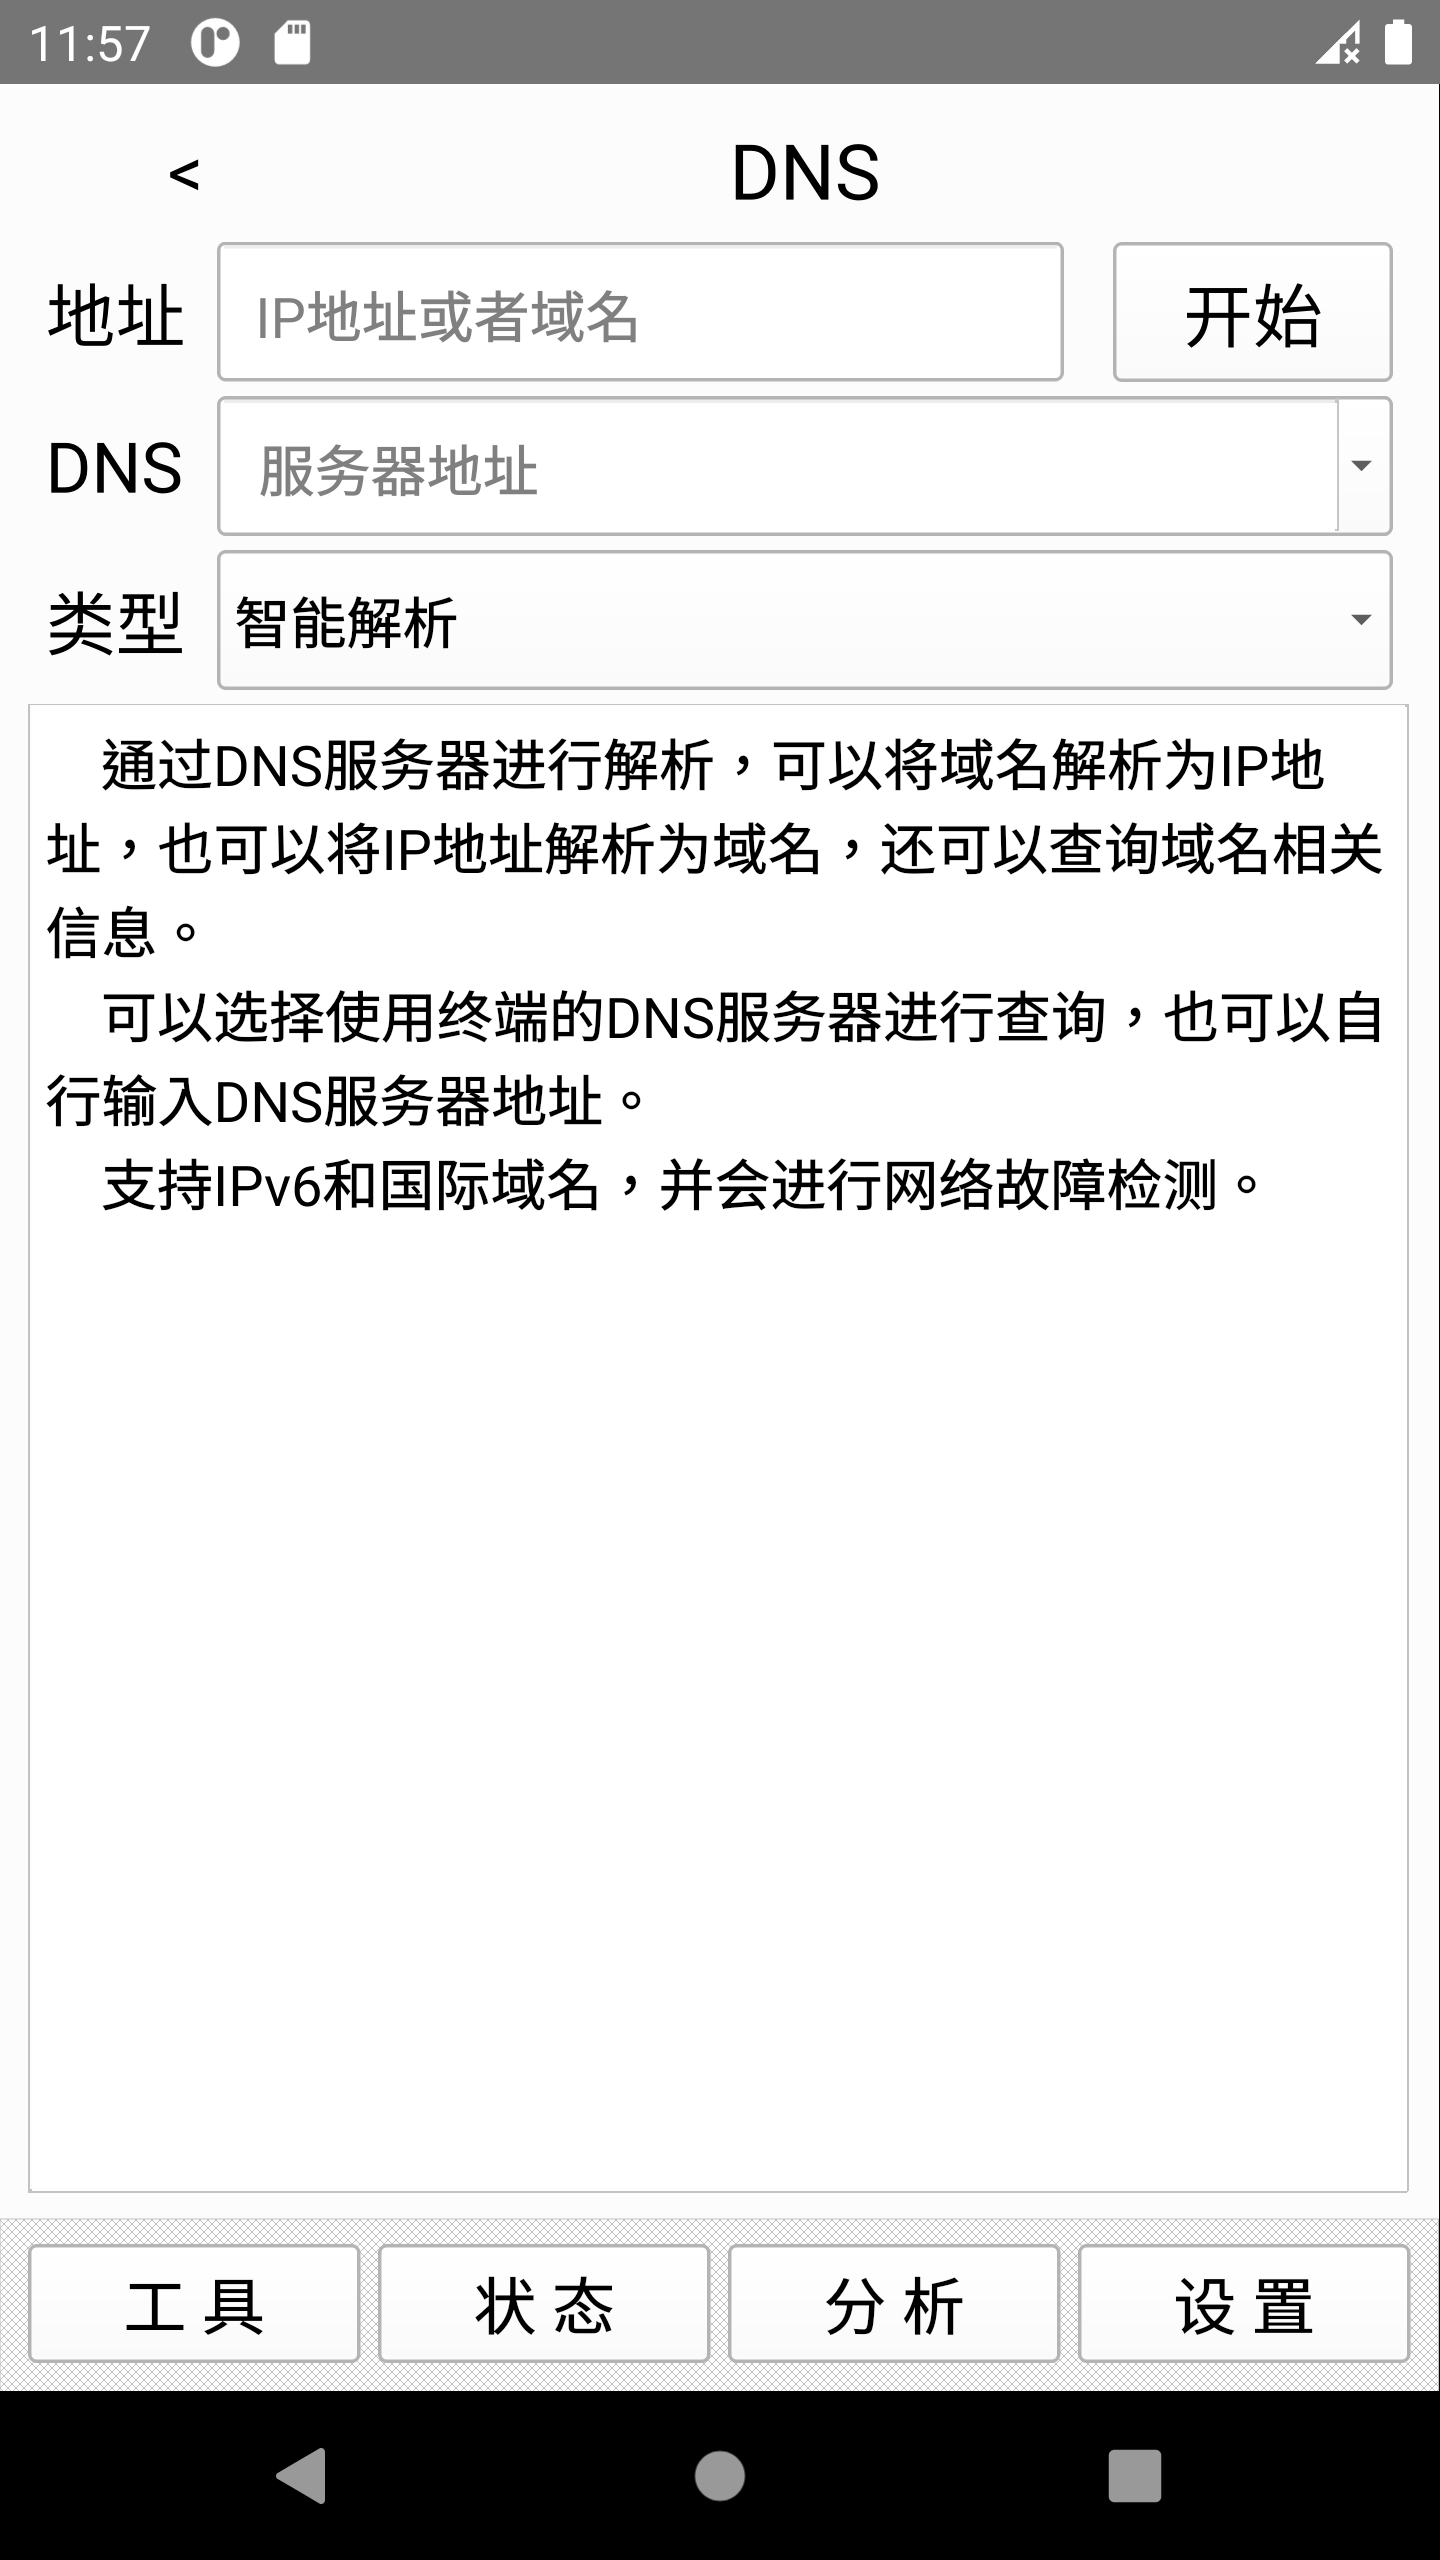 11:57
< DNS
地址 IP地址或者域名 开始
DNS 服务器地址
类型 智能解析
通过DNS服务器进行解析，可以将域名解析为IP地
址，也可以将IP地址解析为域名，还可以查询域名相关
信息。
可以选择使用终端的DNS服务器进行查询，也可以自
行输入DNS服务器地址。
支持IPv6和国际域名，并会进行网络故障检测。
工 具 状 态 分 析 设 置